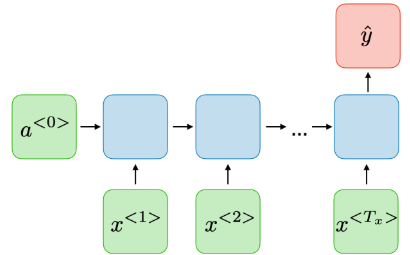 ŷ
a<0> ...
x<1> x<2> x<Tₓ>